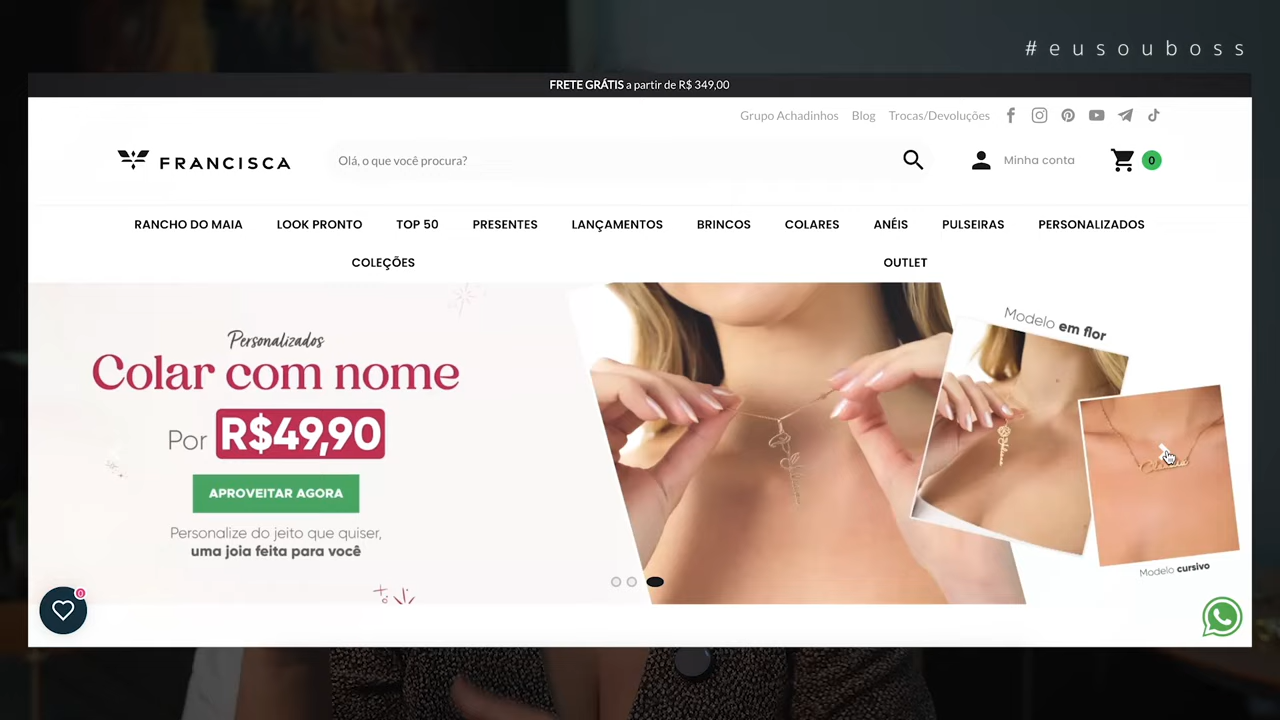 #eusouboss
FRETE GRÁTIS a partir de R$ 349,00
Grupo Achadinhos Blog Trocas/Devoluções
FRANCISCA
Olá, o que você procura?
Minha conta
0
RANCHO DO MAIA LOOK PRONTO TOP 50 PRESENTES LANÇAMENTOS BRINCOS COLARES ANÉIS PULSEIRAS PERSONALIZADOS
COLEÇÕES OUTLET
Personalizados
Colar com nome
Por R$49,90
APROVEITAR AGORA
Personalize do jeito que quiser,
uma joia feita para você
Modelo em flor
Modelo cursivo
0